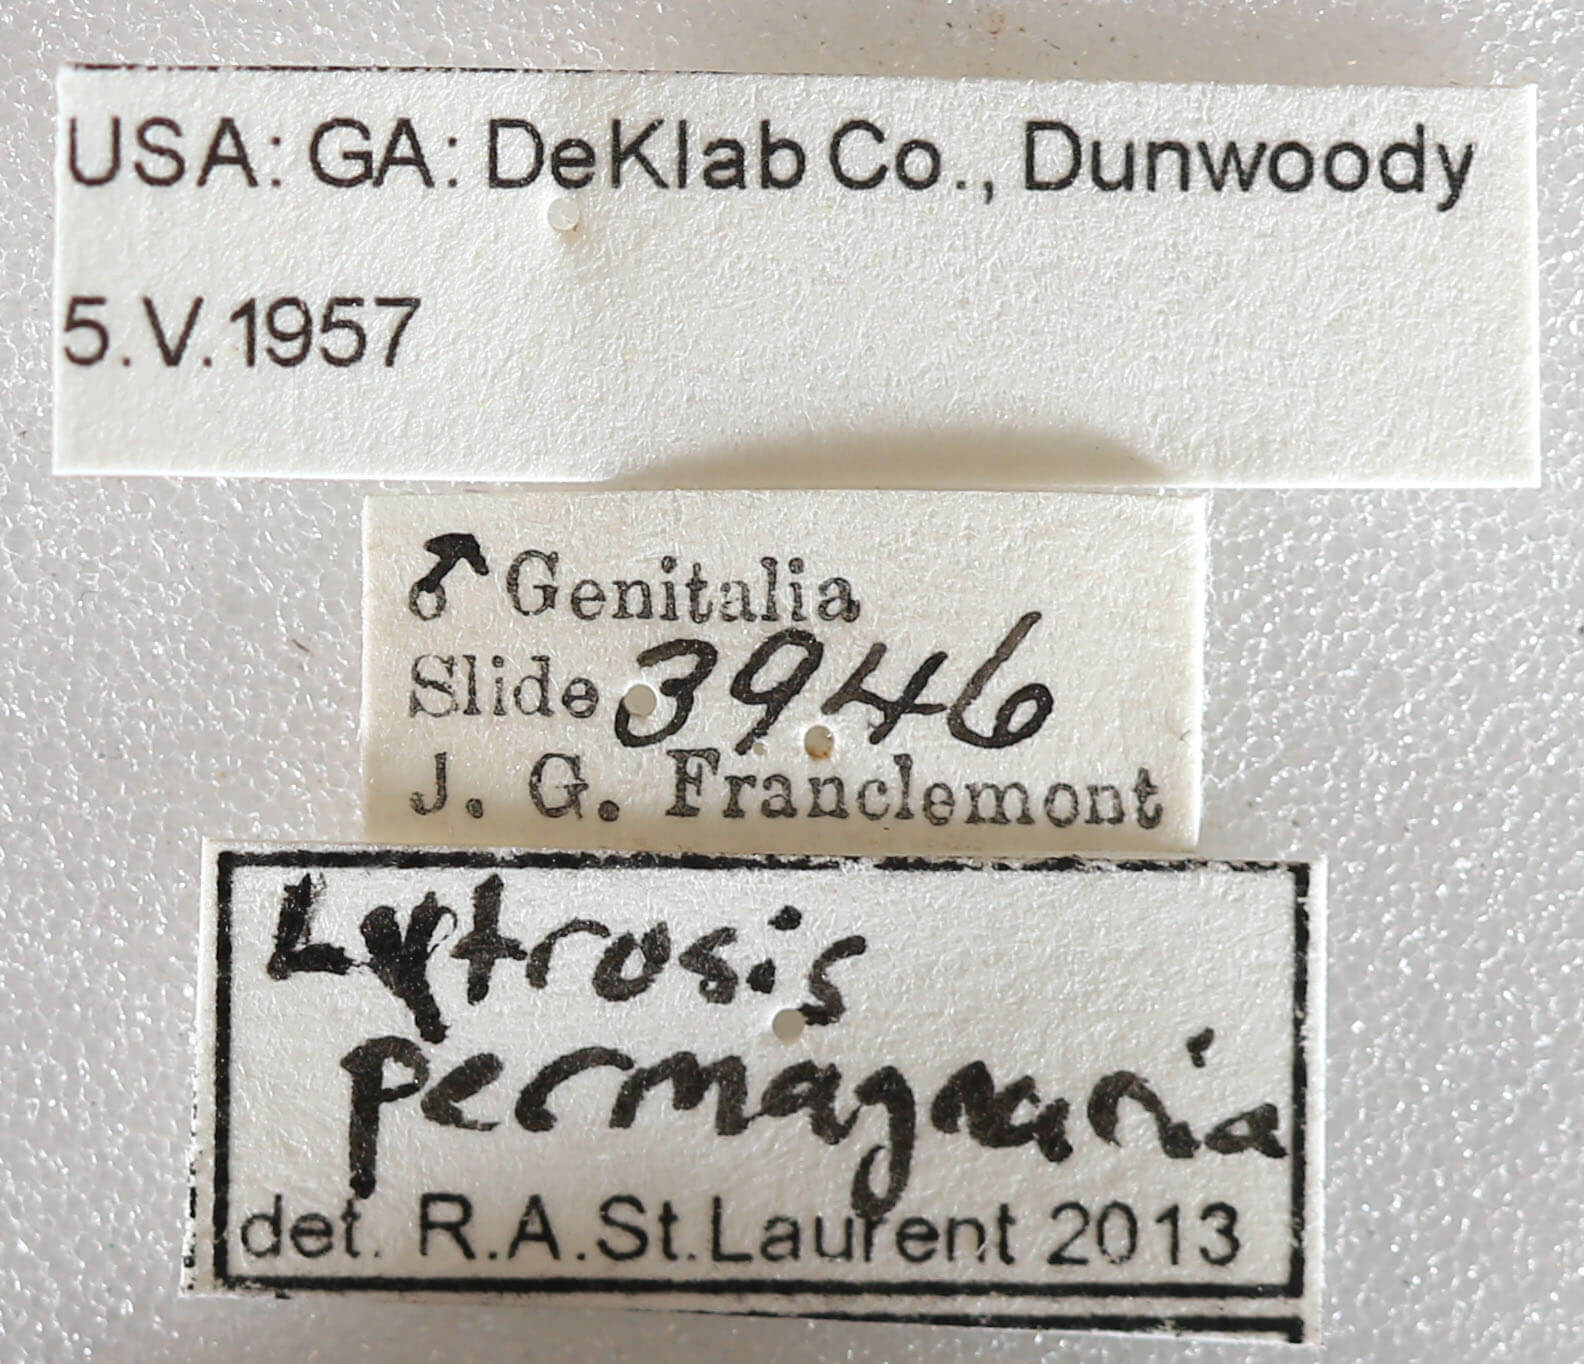 USA: GA: DeKlab Co., Dunwoody
5.V.1957
♂ Genitalia
Slide 3946
J. G. Franclemont
Lytrosis
permagnaria
det. R.A.St.Laurent 2013